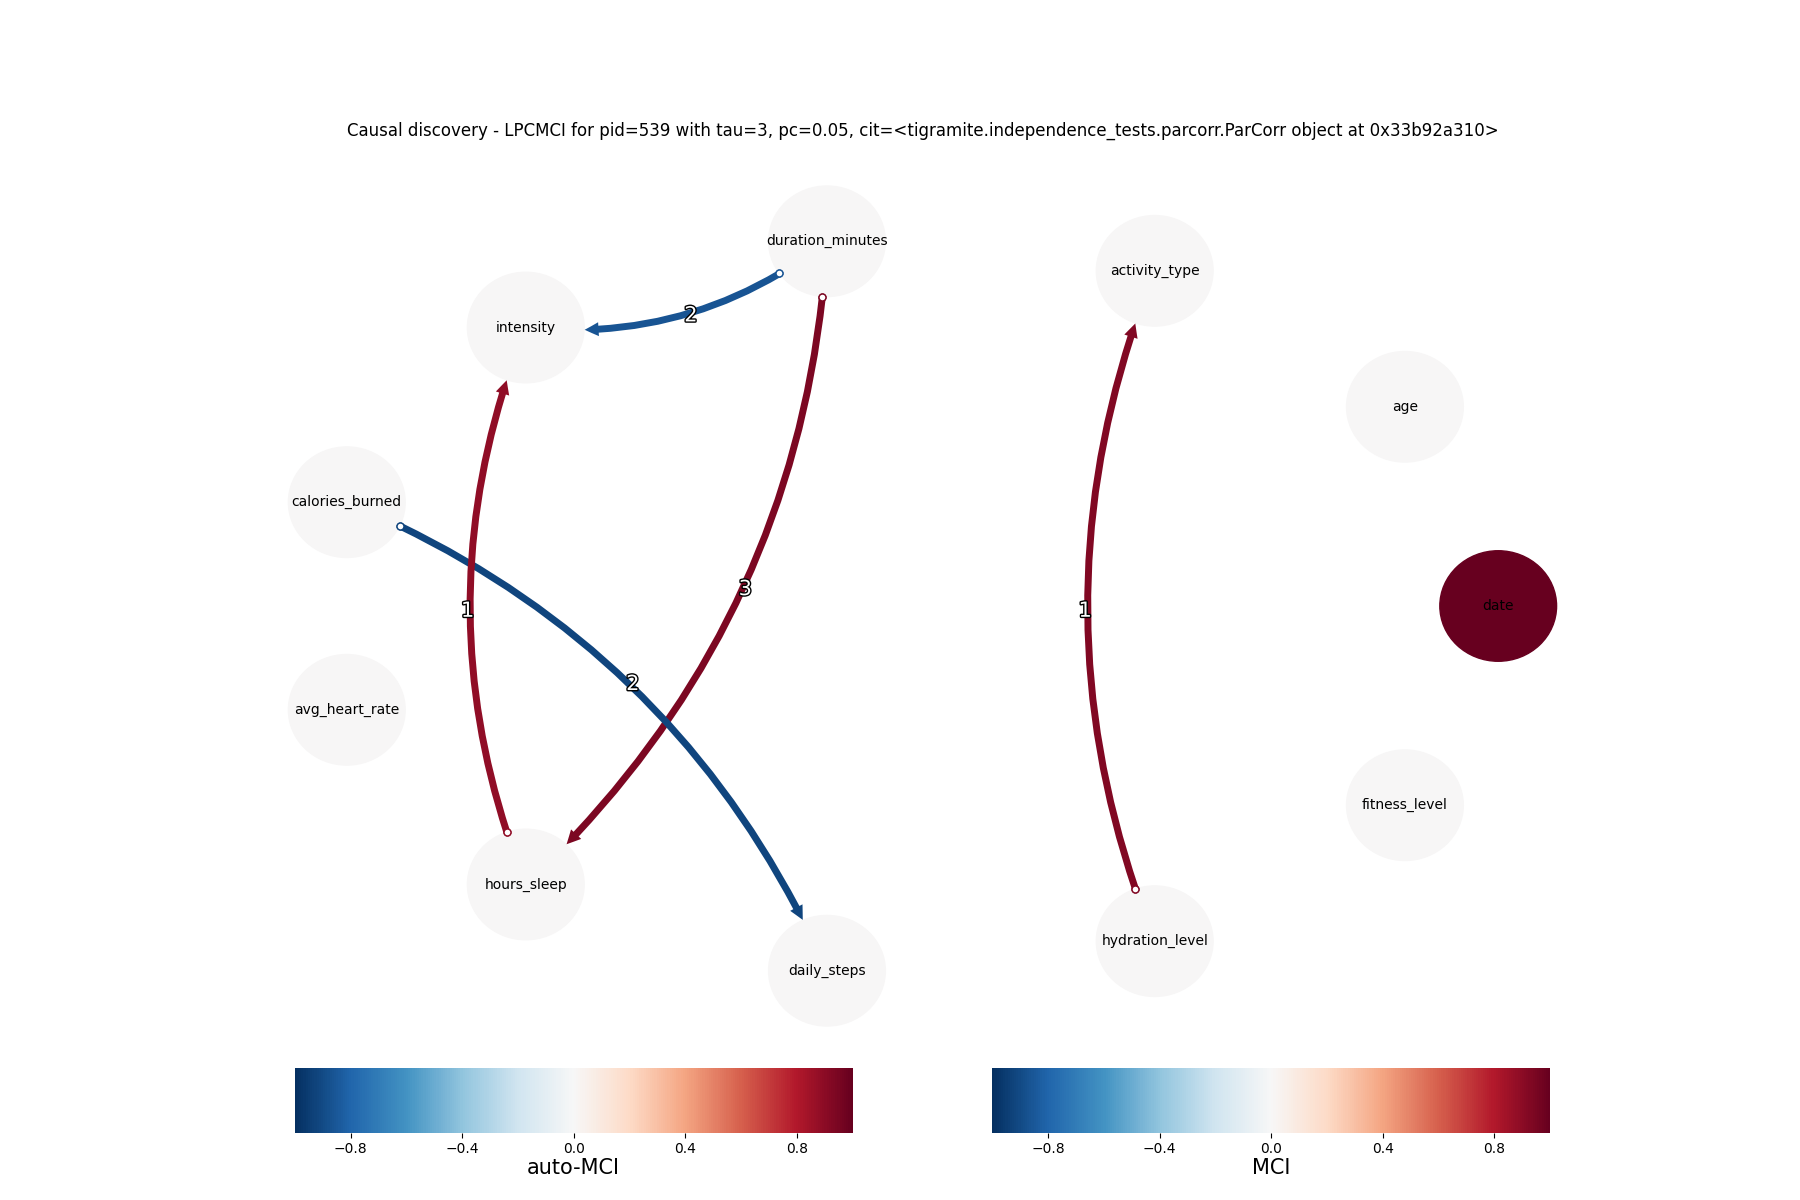 Causal discovery - LPCMCI for pid=539 with tau=3, pc=0.05, cit=<tigramite.independence_tests.parcorr.ParCorr object at 0x33b92a310>
duration_minutes
activity_type
intensity
2
age
calories_burned
3
1
1
date
2
avg_heart_rate
fitness_level
hours_sleep
hydration_level
daily_steps
−0.8 −0.4 0.0 0.4 0.8
auto-MCI
−0.8 −0.4 0.0 0.4 0.8
MCI